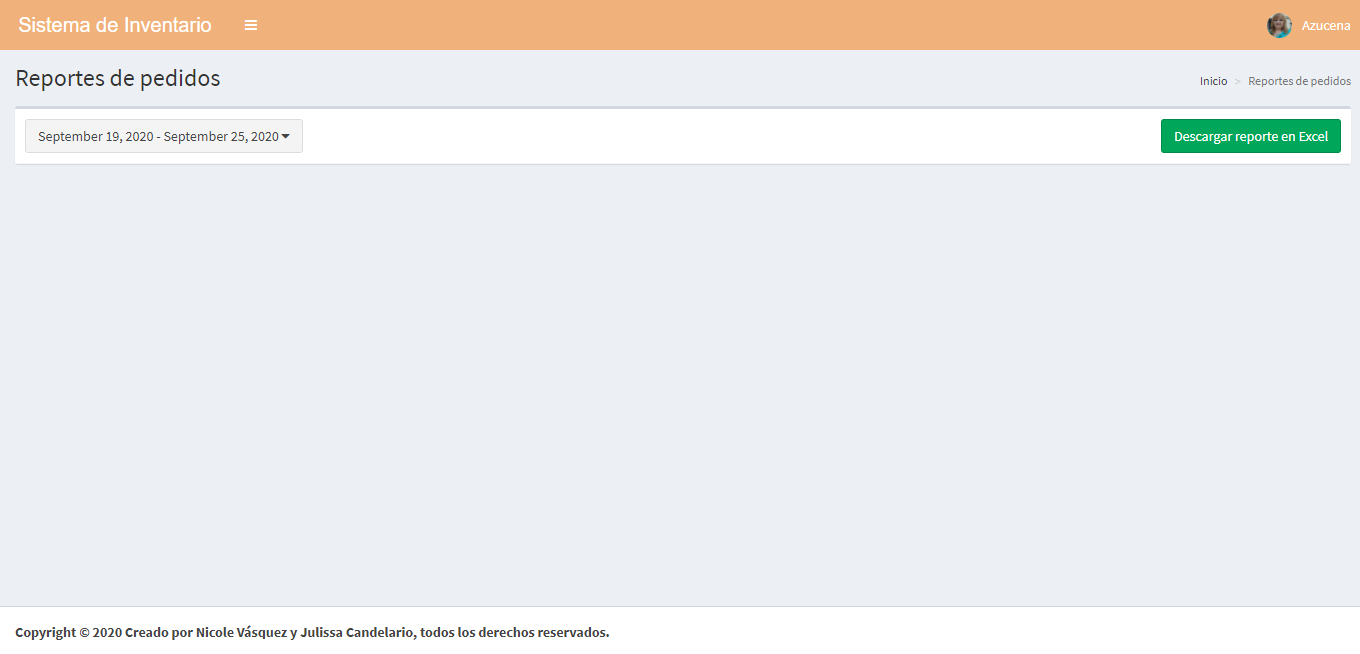 Sistema de Inventario
Azucena
Reportes de pedidos
Inicio > Reportes de pedidos
September 19, 2020 - September 25, 2020
Descargar reporte en Excel
Copyright © 2020 Creado por Nicole Vásquez y Julissa Candelario, todos los derechos reservados.